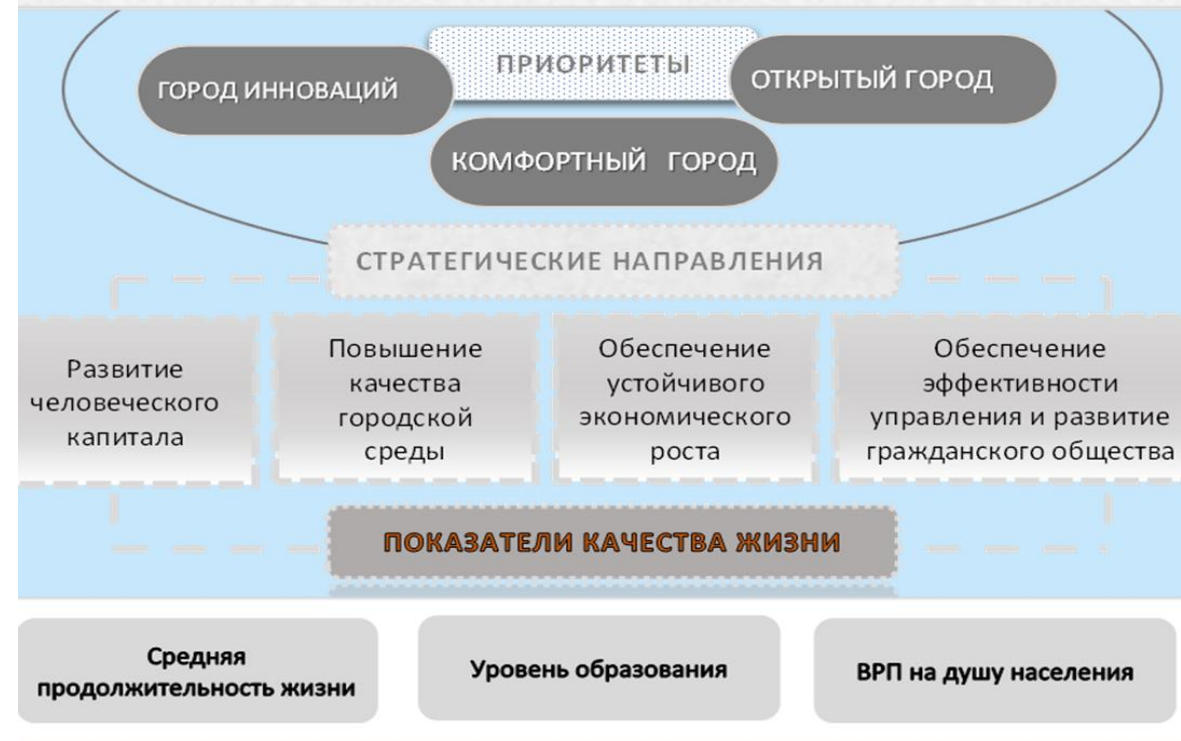 ПРИОРИТЕТЫ
ГОРОД ИННОВАЦИЙ
ОТКРЫТЫЙ ГОРОД
КОМФОРТНЫЙ ГОРОД
СТРАТЕГИЧЕСКИЕ НАПРАВЛЕНИЯ
Развитие
человеческого
капитала
Повышение
качества
городской
среды
Обеспечение
устойчивого
экономического
роста
Обеспечение
эффективности
управления и развитие
гражданского общества
ПОКАЗАТЕЛИ КАЧЕСТВА ЖИЗНИ
Средняя
продолжительность жизни
Уровень образования
ВРП на душу населения